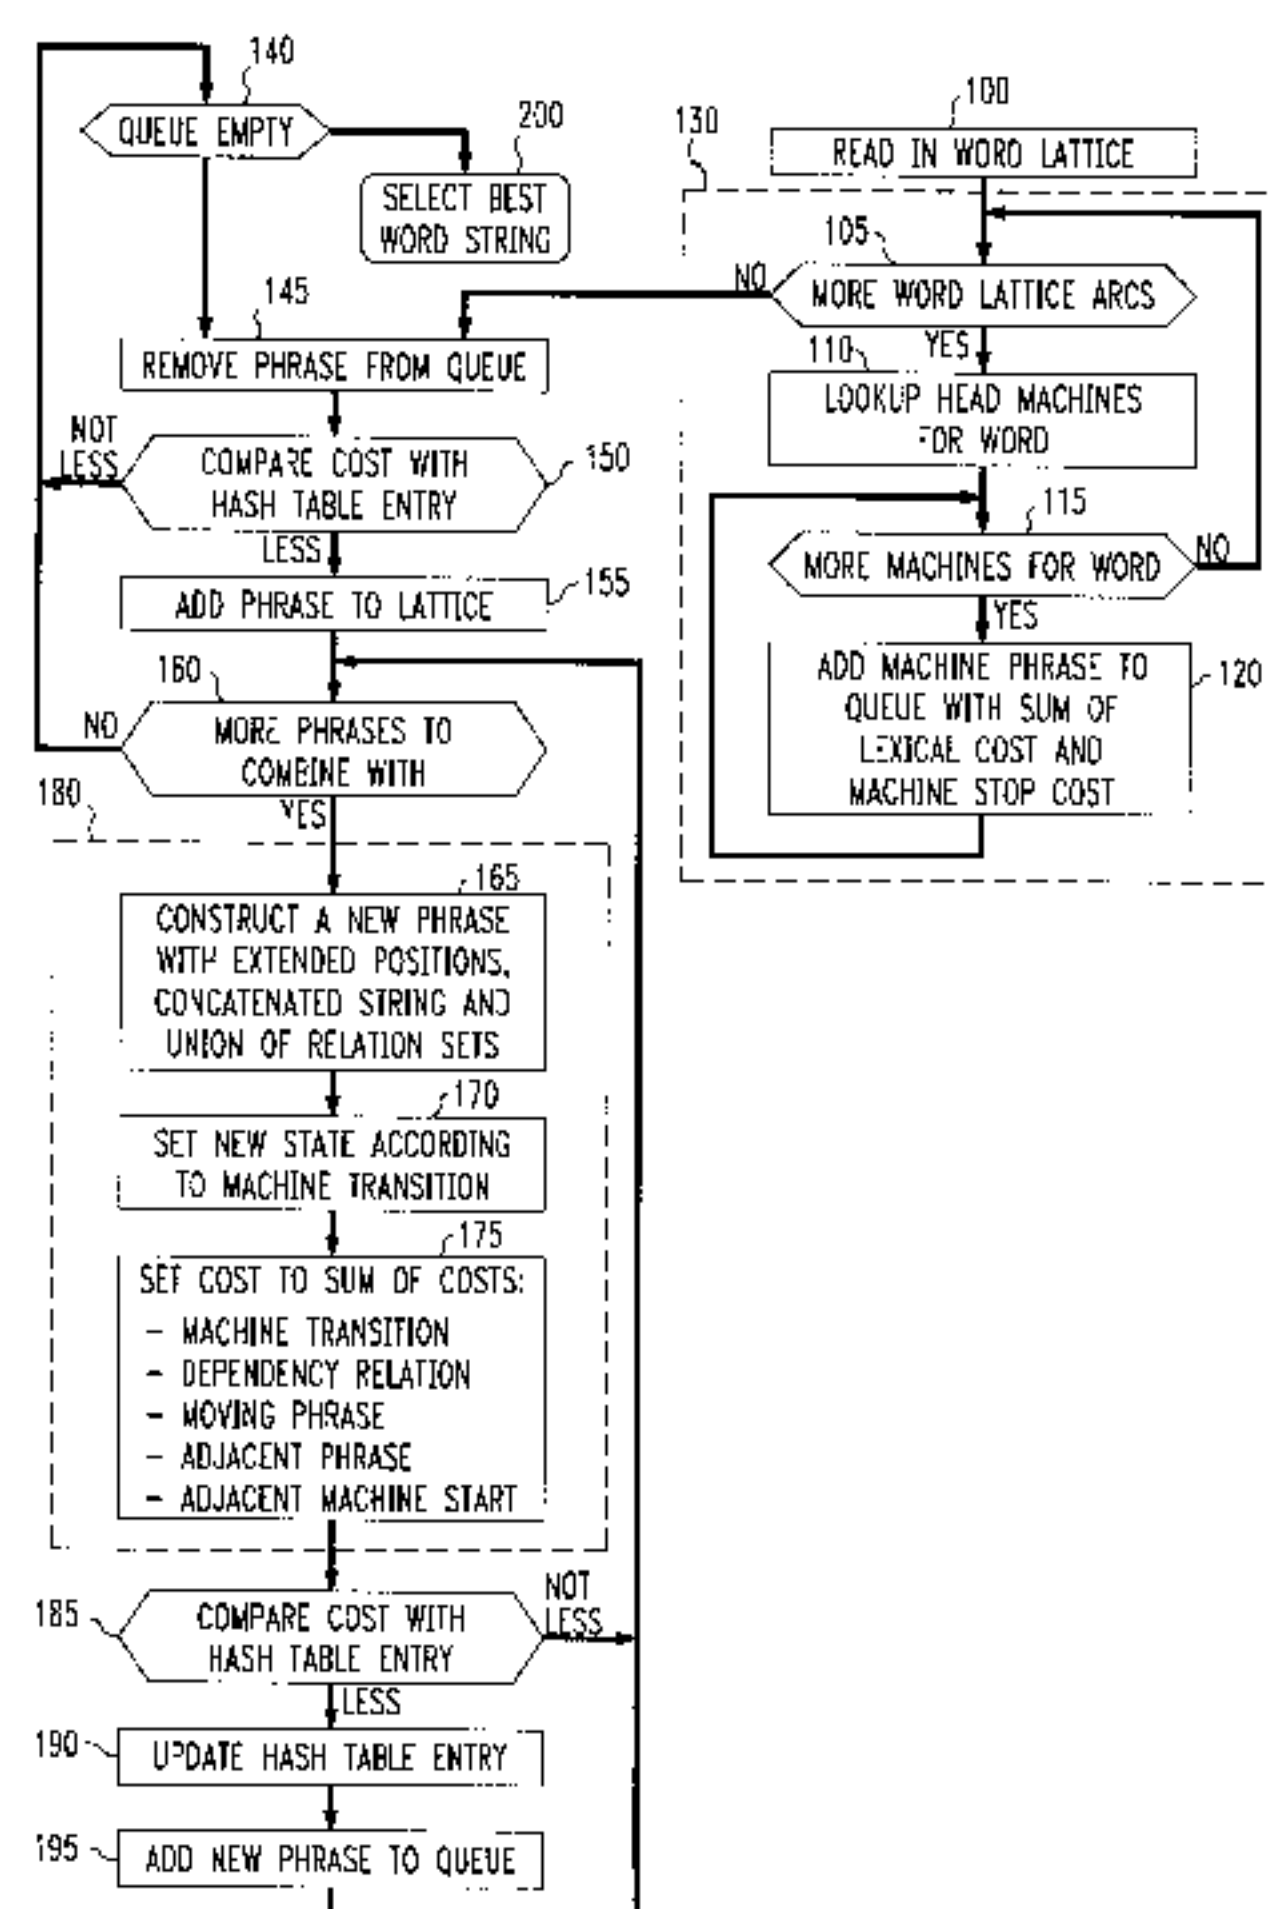 140
QUEUE EMPTY
200
SELECT BEST
WORD STRING
145
REMOVE PHRASE FROM QUEUE
NOT
LESS
COMPARE COST WITH
HASH TABLE ENTRY
150
LESS
ADD PHRASE TO LATTICE
155
160
NO
MORE PHRASES TO
COMBINE WITH
180
YES
165
CONSTRUCT A NEW PHRASE
WITH EXTENDED POSITIONS,
CONCATENATED STRING AND
UNION OF RELATION SETS
170
SET NEW STATE ACCORDING
TO MACHINE TRANSITION
175
SET COST TO SUM OF COSTS:
- MACHINE TRANSITION
- DEPENDENCY RELATION
- MOVING PHRASE
- ADJACENT PHRASE
- ADJACENT MACHINE START
185
COMPARE COST WITH
HASH TABLE ENTRY
NOT
LESS
LESS
190
UPDATE HASH TABLE ENTRY
195
ADD NEW PHRASE TO QUEUE
100
READ IN WORD LATTICE
130
105
NO
MORE WORD LATTICE ARCS
YES
110
LOOKUP HEAD MACHINES
FOR WORD
115
MORE MACHINES FOR WORD
NO
YES
ADD MACHINE PHRASE TO
QUEUE WITH SUM OF
LEXICAL COST AND
MACHINE STOP COST
120